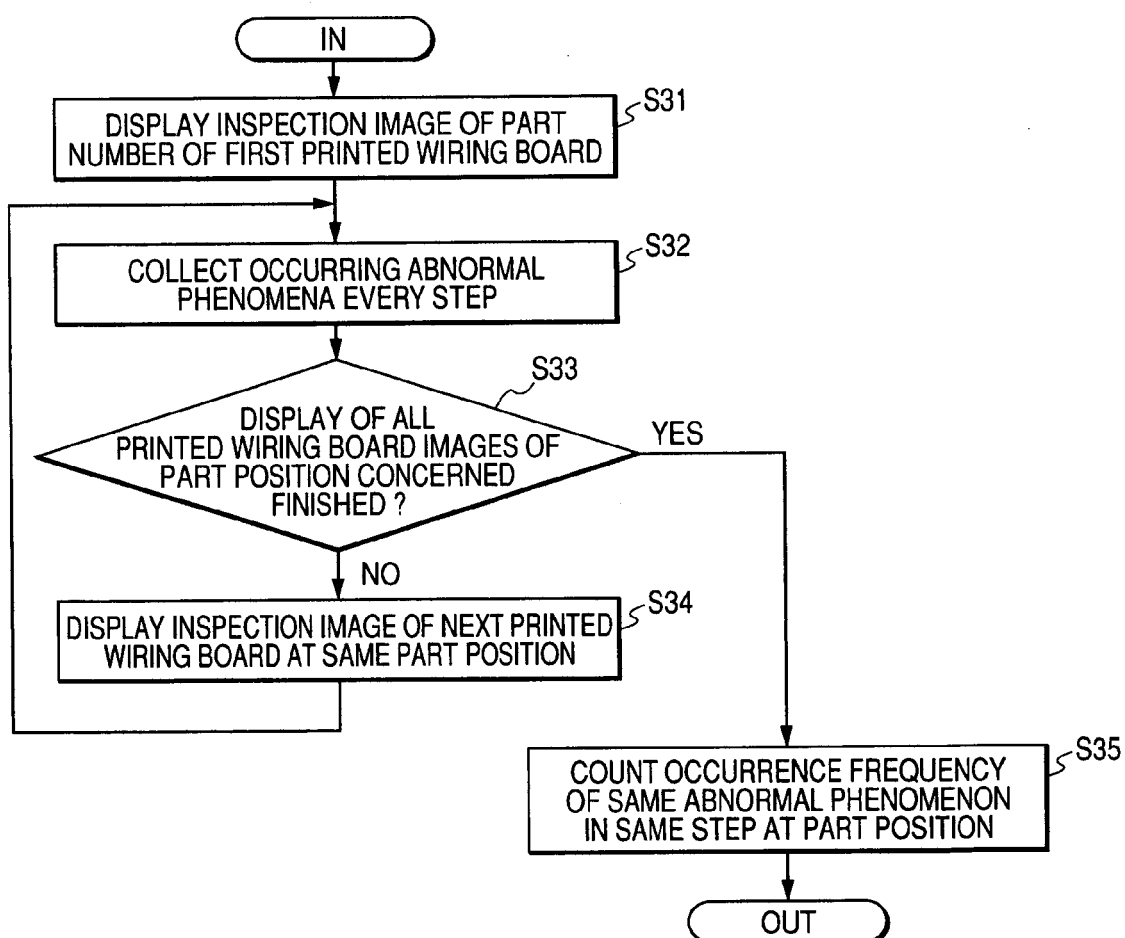 IN
S31
DISPLAY INSPECTION IMAGE OF PART
NUMBER OF FIRST PRINTED WIRING BOARD
S32
COLLECT OCCURRING ABNORMAL
PHENOMENA EVERY STEP
S33
DISPLAY OF ALL
PRINTED WIRING BOARD IMAGES OF
PART POSITION CONCERNED
FINISHED ?
YES
NO
S34
DISPLAY INSPECTION IMAGE OF NEXT PRINTED
WIRING BOARD AT SAME PART POSITION
S35
COUNT OCCURRENCE FREQUENCY
OF SAME ABNORMAL PHENOMENON
IN SAME STEP AT PART POSITION
OUT